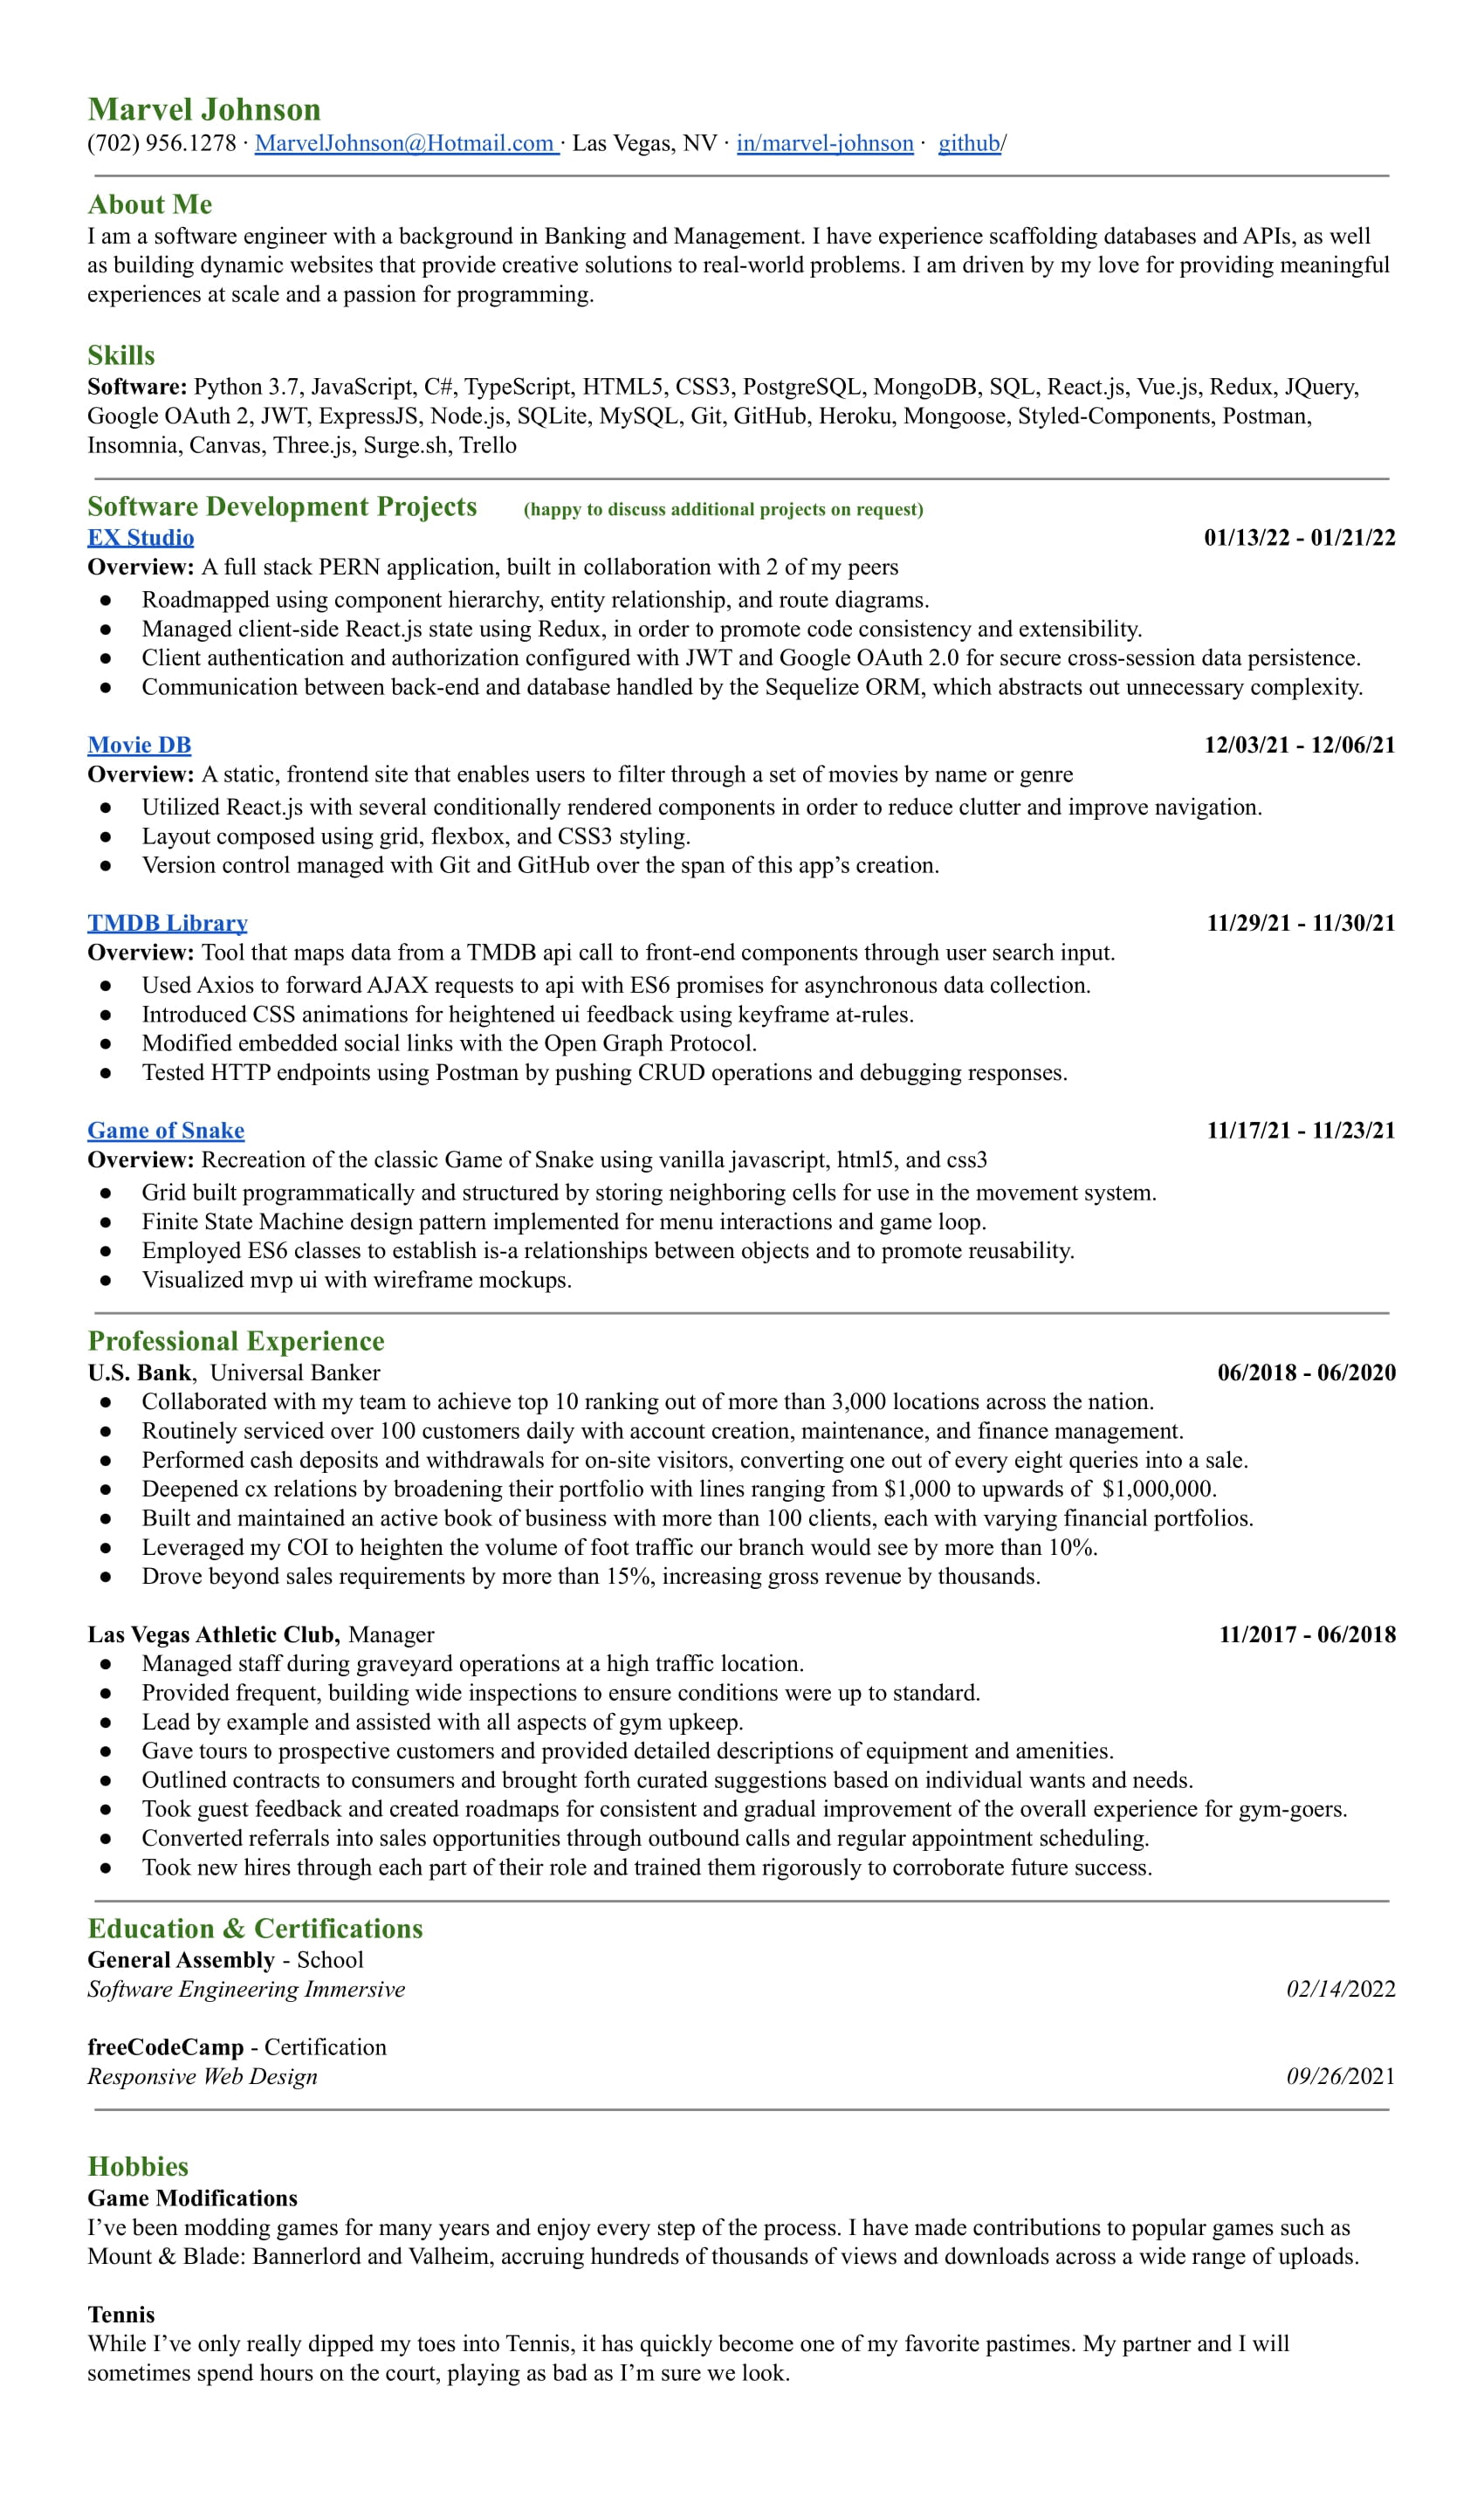 Marvel Johnson
(702) 956.1278 · MarvelJohnson@Hotmail.com · Las Vegas, NV · in/marvel-johnson · github/
About Me
I am a software engineer with a background in Banking and Management. I have experience scaffolding databases and APIs, as well
as building dynamic websites that provide creative solutions to real-world problems. I am driven by my love for providing meaningful
experiences at scale and a passion for programming.
Skills
Software: Python 3.7, JavaScript, C#, TypeScript, HTML5, CSS3, PostgreSQL, MongoDB, SQL, React.js, Vue.js, Redux, JQuery,
Google OAuth 2, JWT, ExpressJS, Node.js, SQLite, MySQL, Git, GitHub, Heroku, Mongoose, Styled-Components, Postman,
Insomnia, Canvas, Three.js, Surge.sh, Trello
Software Development Projects (happy to discuss additional projects on request)
EX Studio 01/13/22 - 01/21/22
Overview: A full stack PERN application, built in collaboration with 2 of my peers
● Roadmapped using component hierarchy, entity relationship, and route diagrams.
● Managed client-side React.js state using Redux, in order to promote code consistency and extensibility.
● Client authentication and authorization configured with JWT and Google OAuth 2.0 for secure cross-session data persistence.
● Communication between back-end and database handled by the Sequelize ORM, which abstracts out unnecessary complexity.
Movie DB 12/03/21 - 12/06/21
Overview: A static, frontend site that enables users to filter through a set of movies by name or genre
● Utilized React.js with several conditionally rendered components in order to reduce clutter and improve navigation.
● Layout composed using grid, flexbox, and CSS3 styling.
● Version control managed with Git and GitHub over the span of this app’s creation.
TMDB Library 11/29/21 - 11/30/21
Overview: Tool that maps data from a TMDB api call to front-end components through user search input.
● Used Axios to forward AJAX requests to api with ES6 promises for asynchronous data collection.
● Introduced CSS animations for heightened ui feedback using keyframe at-rules.
● Modified embedded social links with the Open Graph Protocol.
● Tested HTTP endpoints using Postman by pushing CRUD operations and debugging responses.
Game of Snake 11/17/21 - 11/23/21
Overview: Recreation of the classic Game of Snake using vanilla javascript, html5, and css3
● Grid built programmatically and structured by storing neighboring cells for use in the movement system.
● Finite State Machine design pattern implemented for menu interactions and game loop.
● Employed ES6 classes to establish is-a relationships between objects and to promote reusability.
● Visualized mvp ui with wireframe mockups.
Professional Experience
U.S. Bank, Universal Banker 06/2018 - 06/2020
● Collaborated with my team to achieve top 10 ranking out of more than 3,000 locations across the nation.
● Routinely serviced over 100 customers daily with account creation, maintenance, and finance management.
● Performed cash deposits and withdrawals for on-site visitors, converting one out of every eight queries into a sale.
● Deepened cx relations by broadening their portfolio with lines ranging from $1,000 to upwards of $1,000,000.
● Built and maintained an active book of business with more than 100 clients, each with varying financial portfolios.
● Leveraged my COI to heighten the volume of foot traffic our branch would see by more than 10%.
● Drove beyond sales requirements by more than 15%, increasing gross revenue by thousands.
Las Vegas Athletic Club, Manager 11/2017 - 06/2018
● Managed staff during graveyard operations at a high traffic location.
● Provided frequent, building wide inspections to ensure conditions were up to standard.
● Lead by example and assisted with all aspects of gym upkeep.
● Gave tours to prospective customers and provided detailed descriptions of equipment and amenities.
● Outlined contracts to consumers and brought forth curated suggestions based on individual wants and needs.
● Took guest feedback and created roadmaps for consistent and gradual improvement of the overall experience for gym-goers.
● Converted referrals into sales opportunities through outbound calls and regular appointment scheduling.
● Took new hires through each part of their role and trained them rigorously to corroborate future success.
Education & Certifications
General Assembly - School
Software Engineering Immersive 02/14/2022
freeCodeCamp - Certification
Responsive Web Design 09/26/2021
Hobbies
Game Modifications
I’ve been modding games for many years and enjoy every step of the process. I have made contributions to popular games such as
Mount & Blade: Bannerlord and Valheim, accruing hundreds of thousands of views and downloads across a wide range of uploads.
Tennis
While I’ve only really dipped my toes into Tennis, it has quickly become one of my favorite pastimes. My partner and I will
sometimes spend hours on the court, playing as bad as I’m sure we look.